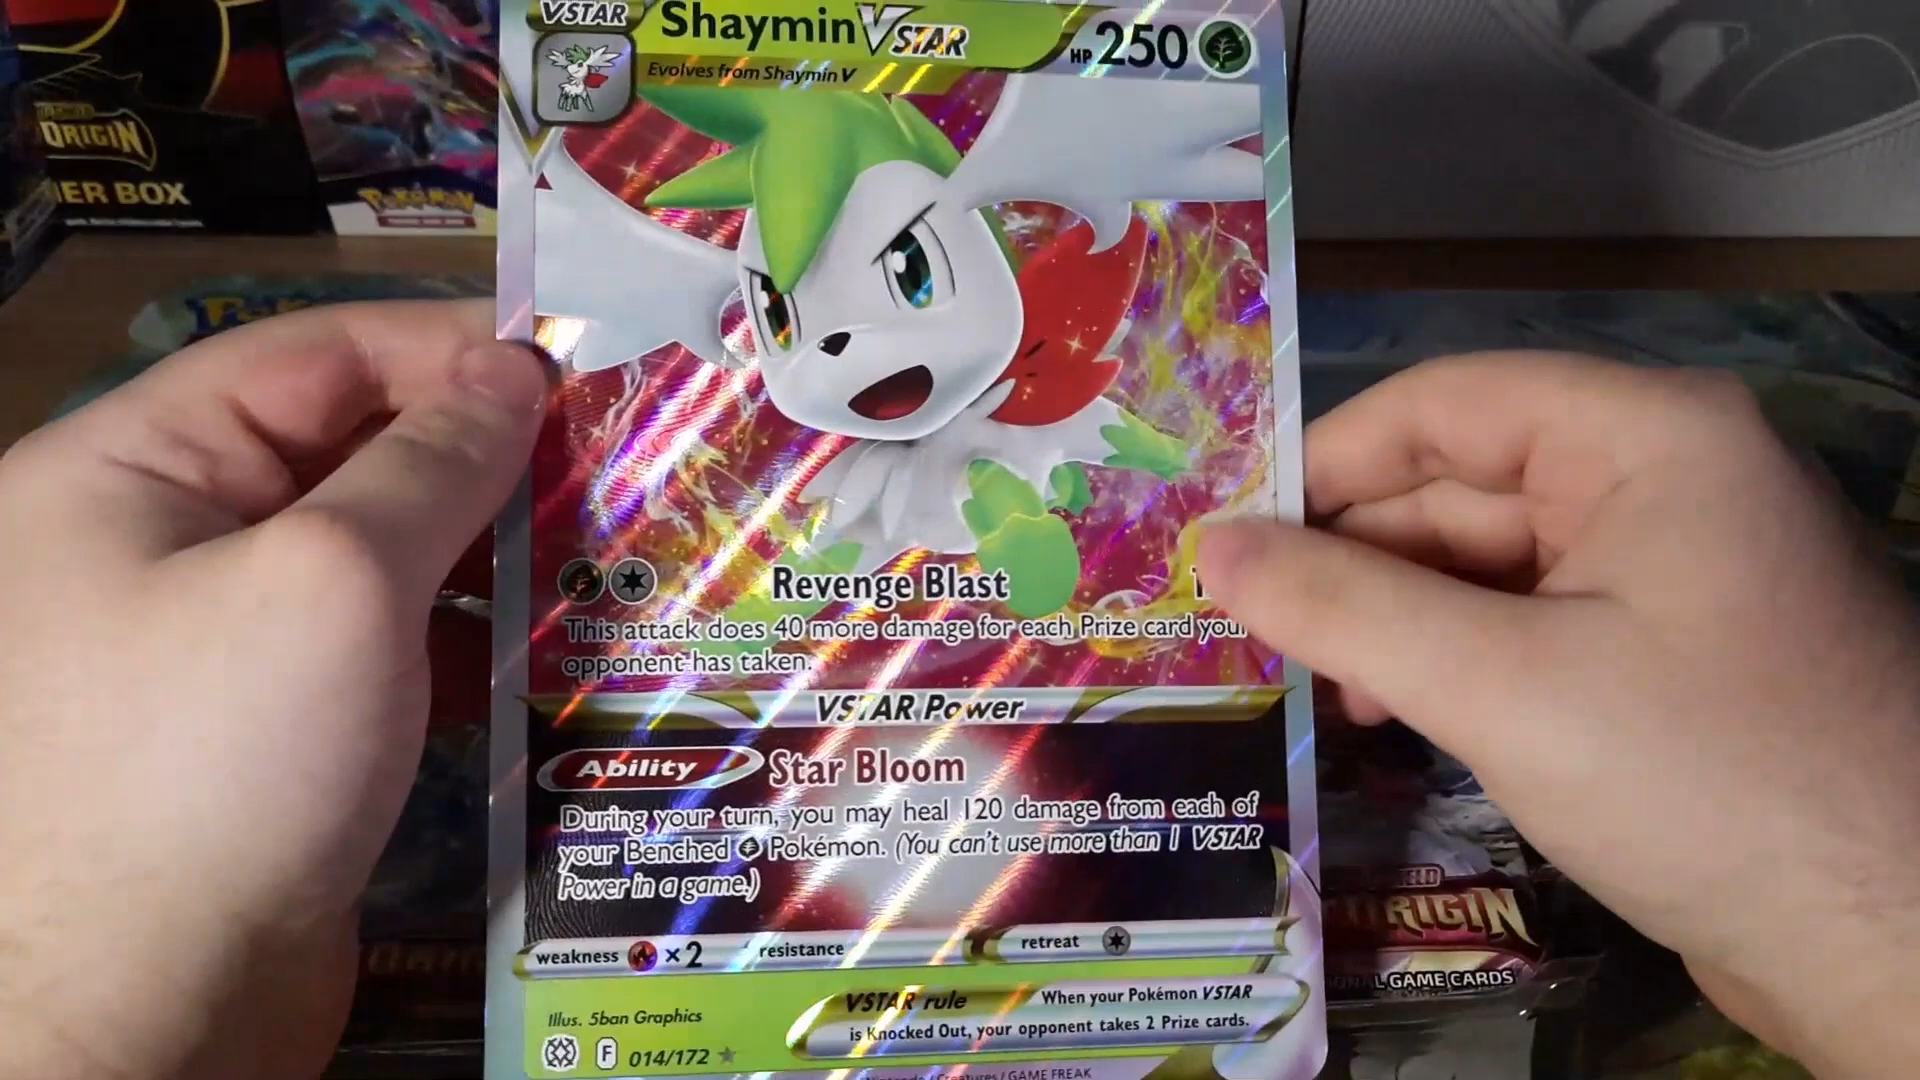 VSTAR
Shaymin VSTAR
HP 250
Evolves from Shaymin V
ORIGIN
BOX
Pokémon
Revenge Blast
This attack does 40 more damage for each Prize card your
opponent has taken.
VSTAR Power
Ability Star Bloom
During your turn, you may heal 120 damage from each of
your Benched Pokémon. (You can't use more than 1 VSTAR
Power in a game.)
weakness ×2 resistance retreat
VSTAR rule When your Pokémon VSTAR
is Knocked Out, your opponent takes 2 Prize cards.
Illus. 5ban Graphics
F 014/172
Nintendo / Creatures / GAME FREAK
ORIGIN
GAME CARDS